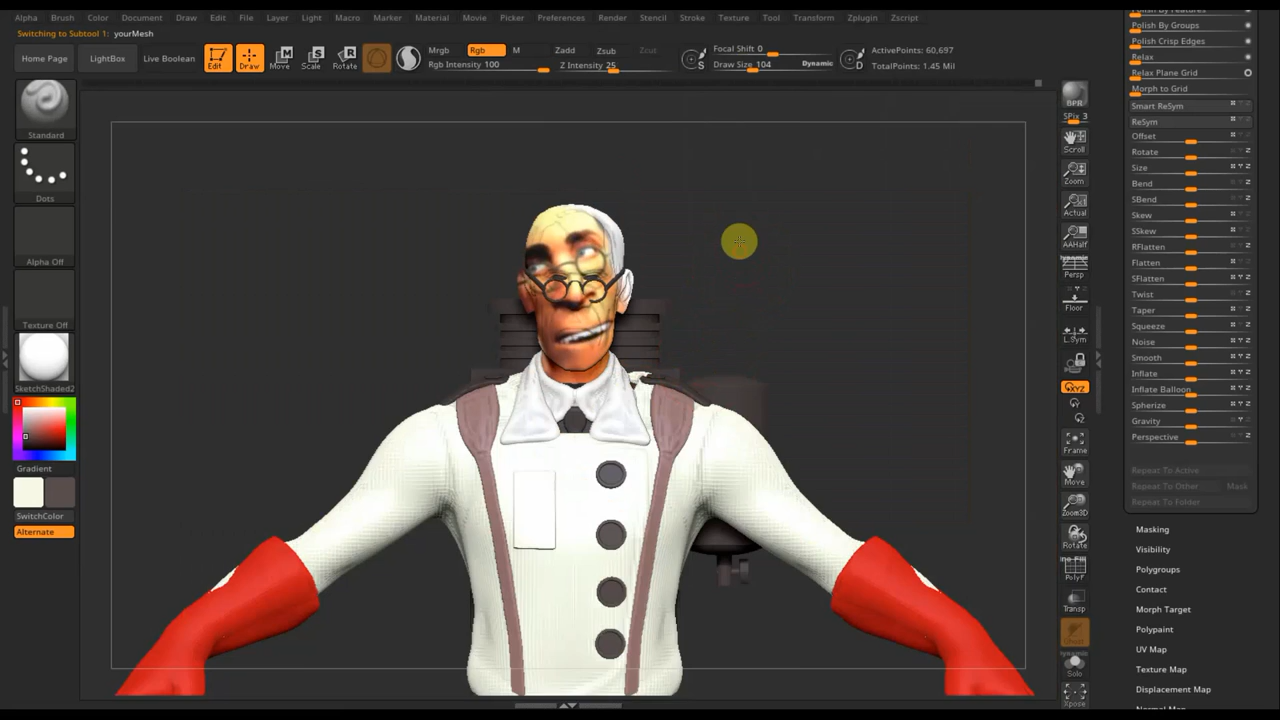 Alpha Brush Color Document Draw Edit File Layer Light Macro Marker Material Movie Picker Preferences Render Stencil Stroke Texture Tool Transform Zplugin Zscript
Switching to Subtool 1: yourMesh
Home Page
LightBox
Live Boolean
Edit
Draw
Move
Scale
Rotate
Mrgb
Rgb
M
Rgb Intensity 100
Zadd
Zsub
Zcut
Z Intensity 25
Focal Shift 0
Draw Size 104
Dynamic
ActivePoints: 60,697
TotalPoints: 1.45 Mil
Standard
Dots
Alpha Off
Texture Off
SketchShaded2
Gradient
SwitchColor
Alternate
BPR
SPix 3
Scroll
Zoom
Actual
AAHalf
Persp
Floor
L.Sym
Frame
Move
Zoom3D
Rotate
PolyF
Transp
Solo
Xpose
Polish By Groups
Polish Crisp Edges
Relax
Relax Plane Grid
Morph to Grid
Smart ReSym
ReSym
Offset
Rotate
Size
Bend
SBend
Skew
SSkew
RFlatten
Flatten
SFlatten
Twist
Taper
Squeeze
Noise
Smooth
Inflate
Inflate Balloon
Spherize
Gravity
Perspective
Repeat To Active
Repeat To Other
Mask
Repeat To Folder
Masking
Visibility
Polygroups
Contact
Morph Target
Polypaint
UV Map
Texture Map
Displacement Map